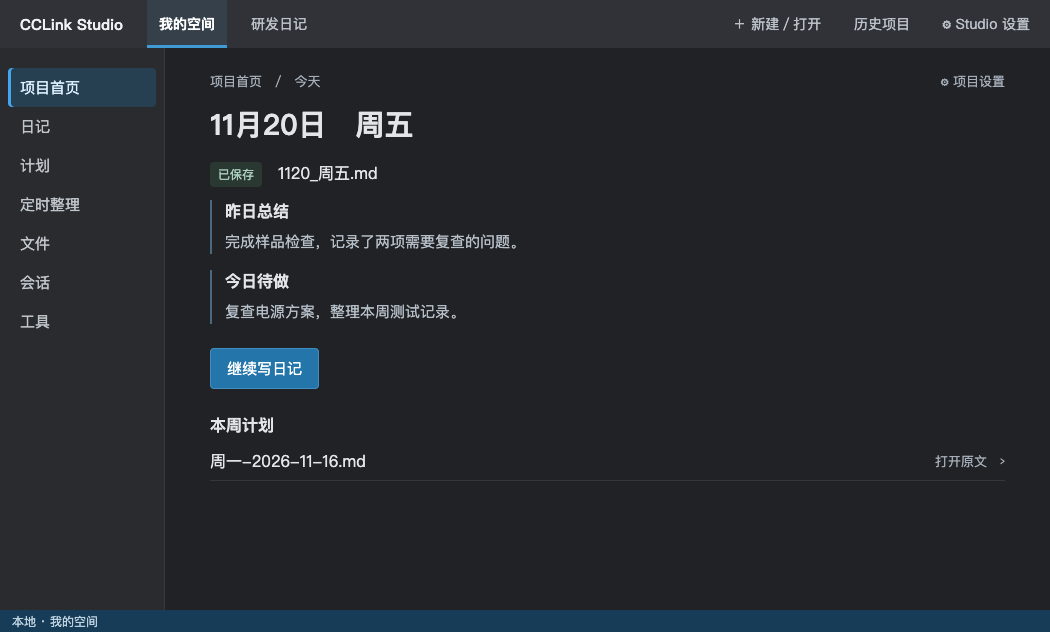 CCLink Studio 我的空间 研发日记 + 新建 / 打开 历史项目 ⚙ Studio 设置
项目首页
日记
计划
定时整理
文件
会话
工具
项目首页 / 今天 ⚙ 项目设置
11月20日 周五
已保存 1120_周五.md
昨日总结
完成样品检查，记录了两项需要复查的问题。
今日待做
复查电源方案，整理本周测试记录。
继续写日记
本周计划
周一-2026-11-16.md 打开原文 >
本地 · 我的空间